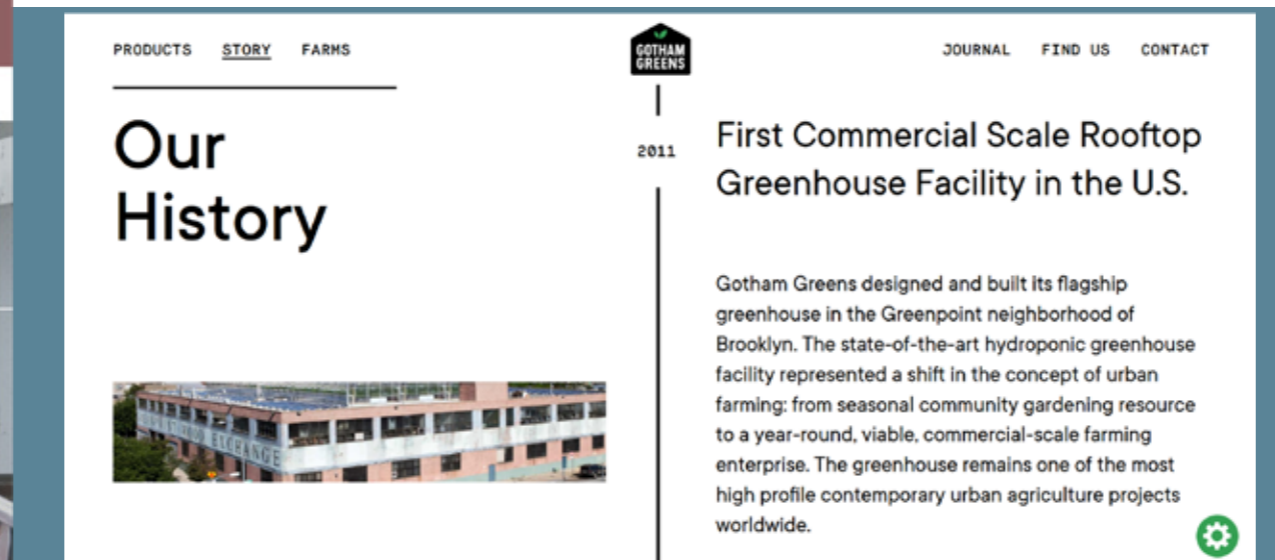 PRODUCTS STORY FARMS
GOTHAM
GREENS
JOURNAL FIND US CONTACT
Our
History
2011
First Commercial Scale Rooftop
Greenhouse Facility in the U.S.
Gotham Greens designed and built its flagship
greenhouse in the Greenpoint neighborhood of
Brooklyn. The state-of-the-art hydroponic greenhouse
facility represented a shift in the concept of urban
farming: from seasonal community gardening resource
to a year-round, viable, commercial-scale farming
enterprise. The greenhouse remains one of the most
high profile contemporary urban agriculture projects
worldwide.
EXCHANGE